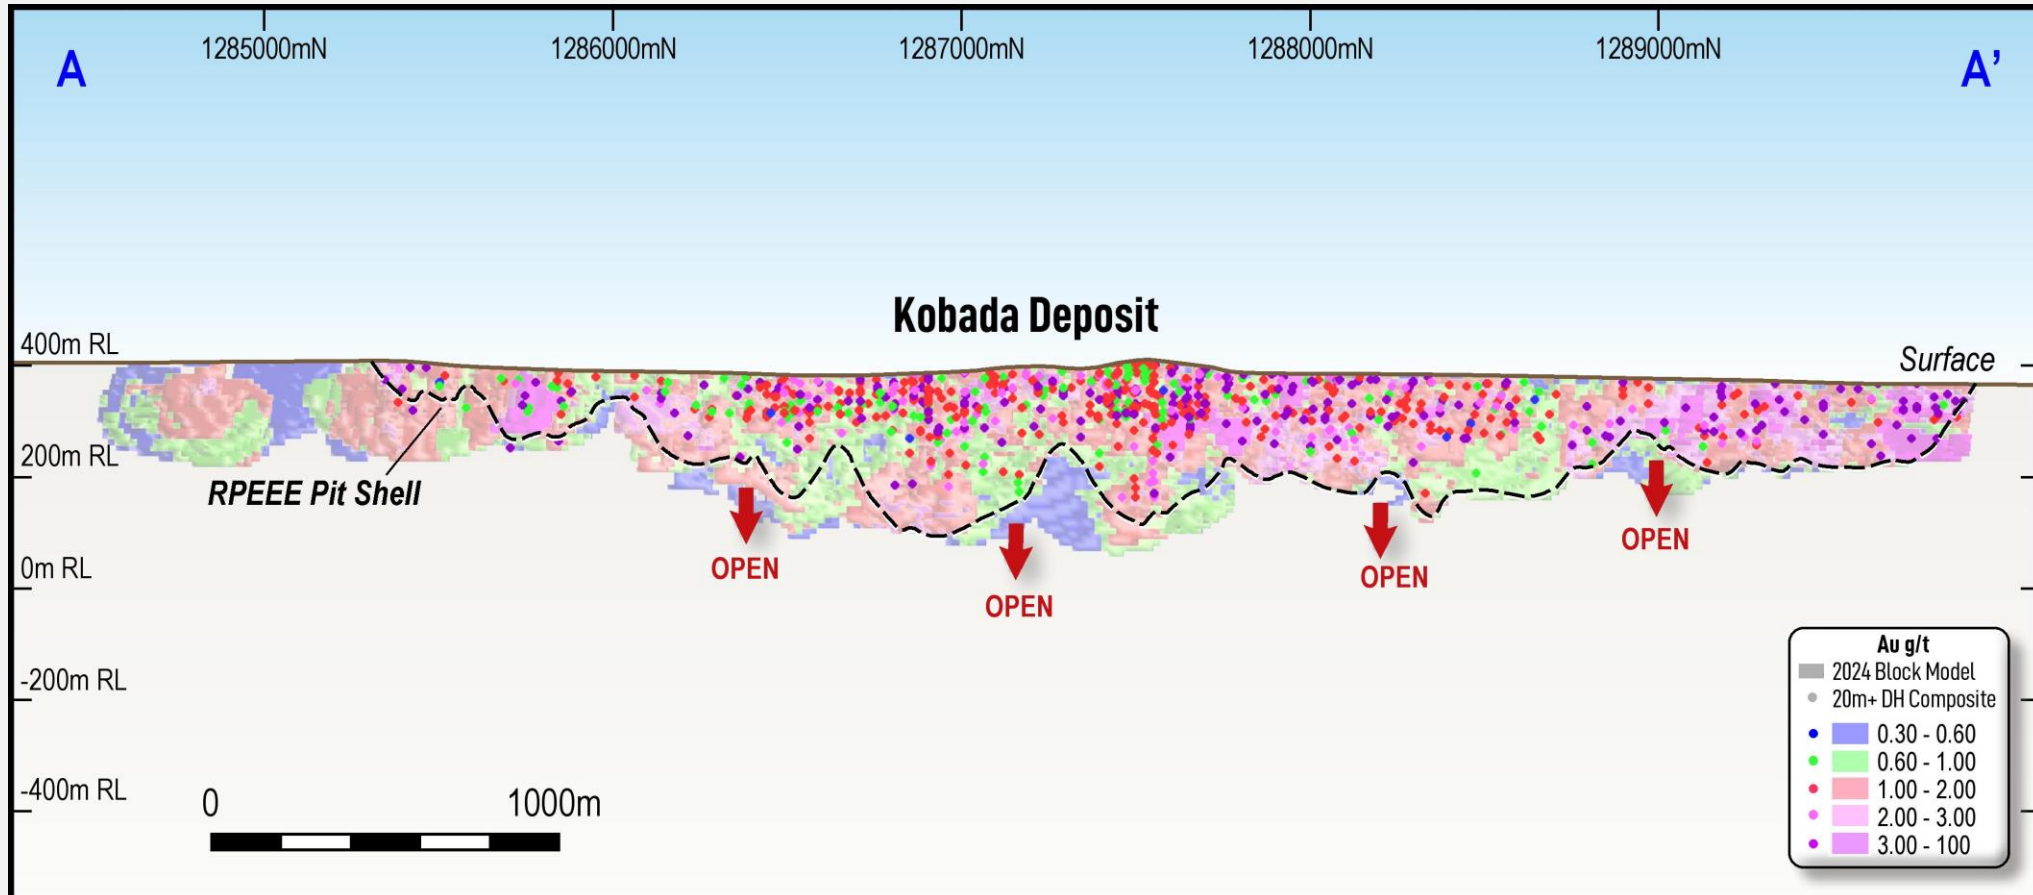 1285000mN
1286000mN
1287000mN
1288000mN
1289000mN
A
A’
Kobada Deposit
400m RL
Surface
200m RL
RPEEE Pit Shell
0m RL
OPEN
OPEN
OPEN
OPEN
-200m RL
-400m RL
0
1000m
Au g/t
2024 Block Model
20m+ DH Composite
0.30 - 0.60
0.60 - 1.00
1.00 - 2.00
2.00 - 3.00
3.00 - 100